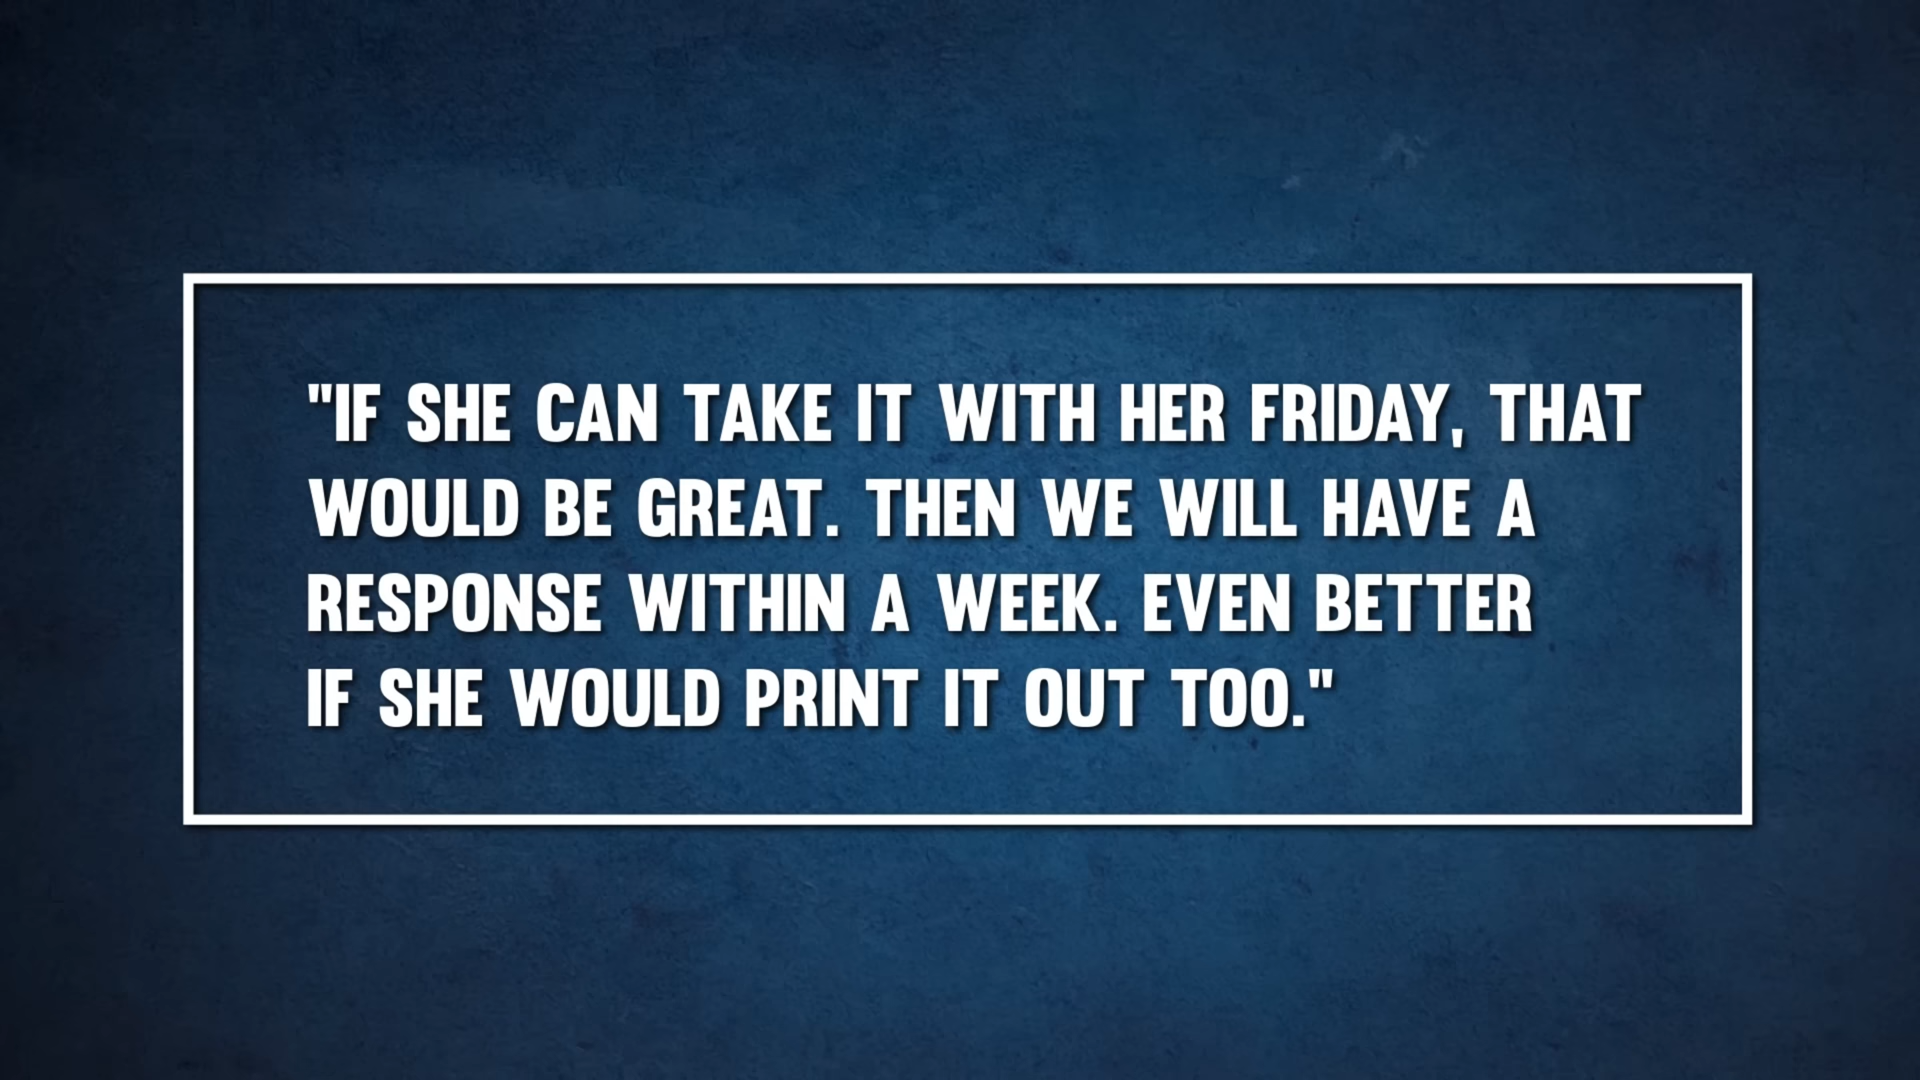 "IF SHE CAN TAKE IT WITH HER FRIDAY, THAT
WOULD BE GREAT. THEN WE WILL HAVE A
RESPONSE WITHIN A WEEK. EVEN BETTER
IF SHE WOULD PRINT IT OUT TOO."